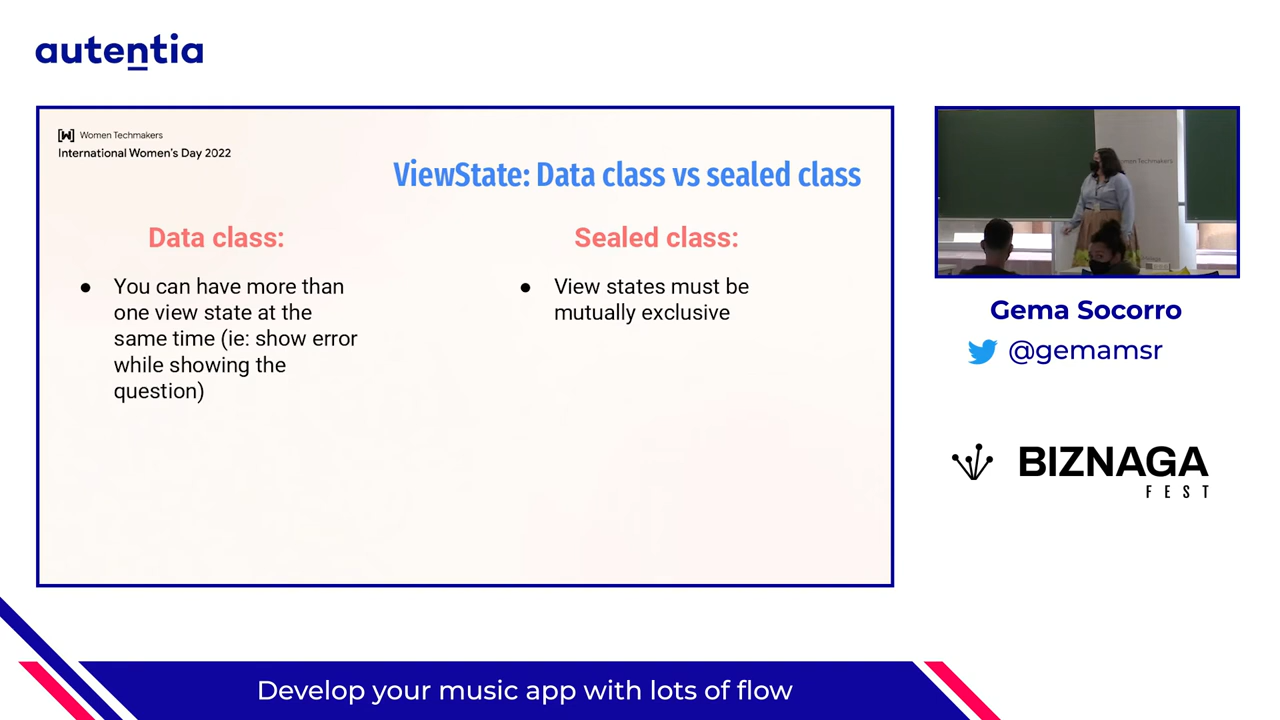 autentia
Women Techmakers
International Women's Day 2022
ViewState: Data class vs sealed class
Data class:
● You can have more than
one view state at the
same time (ie: show error
while showing the
question)
Sealed class:
● View states must be
mutually exclusive
Women Techmakers
Gema Socorro
@gemamsr
BIZNAGA
FEST
Develop your music app with lots of flow